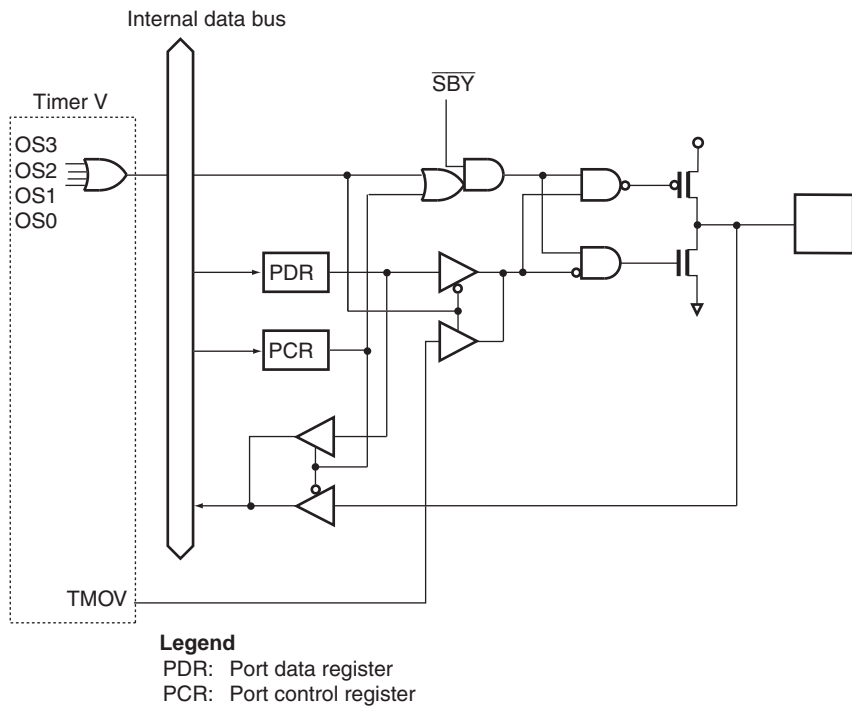 Internal data bus
S̅B̅Y̅
Timer V
OS3
OS2
OS1
OS0
PDR
PCR
TMOV
Legend
PDR: Port data register
PCR: Port control register